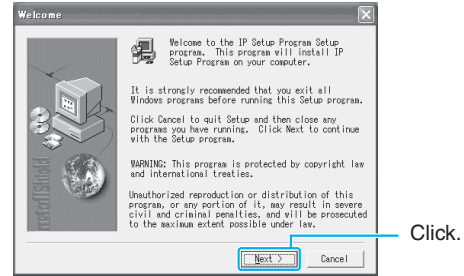 Welcome
Welcome to the IP Setup Program Setup
program. This program will install IP
Setup Program on your computer.
It is strongly recommended that you exit all
Windows programs before running this Setup program.
Click Cancel to quit Setup and then close any
programs you have running. Click Next to continue
with the Setup program.
WARNING: This program is protected by copyright law
and international treaties.
Unauthorized reproduction or distribution of this
program, or any portion of it, may result in severe
civil and criminal penalties, and will be prosecuted
to the maximum extent possible under law.
InstallShield
Next >
Cancel
Click.